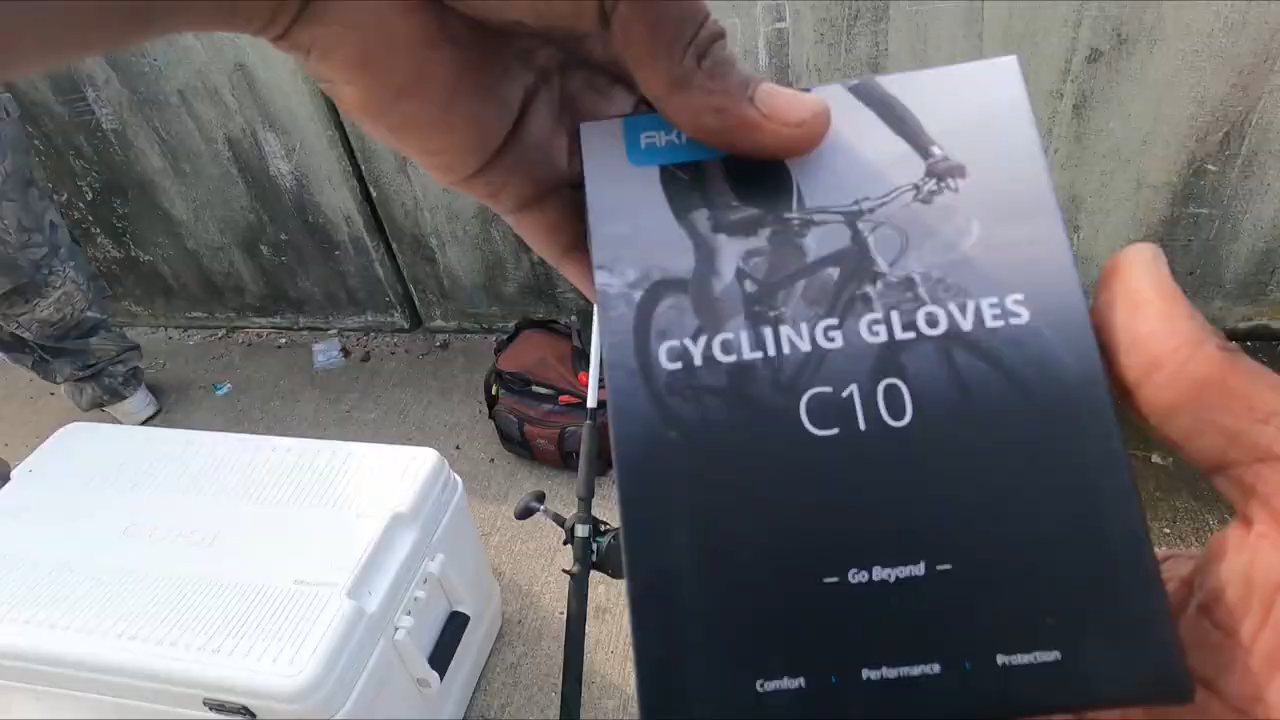 CYCLING GLOVES
C10
— Go Beyond —
Comfort Performance Protection